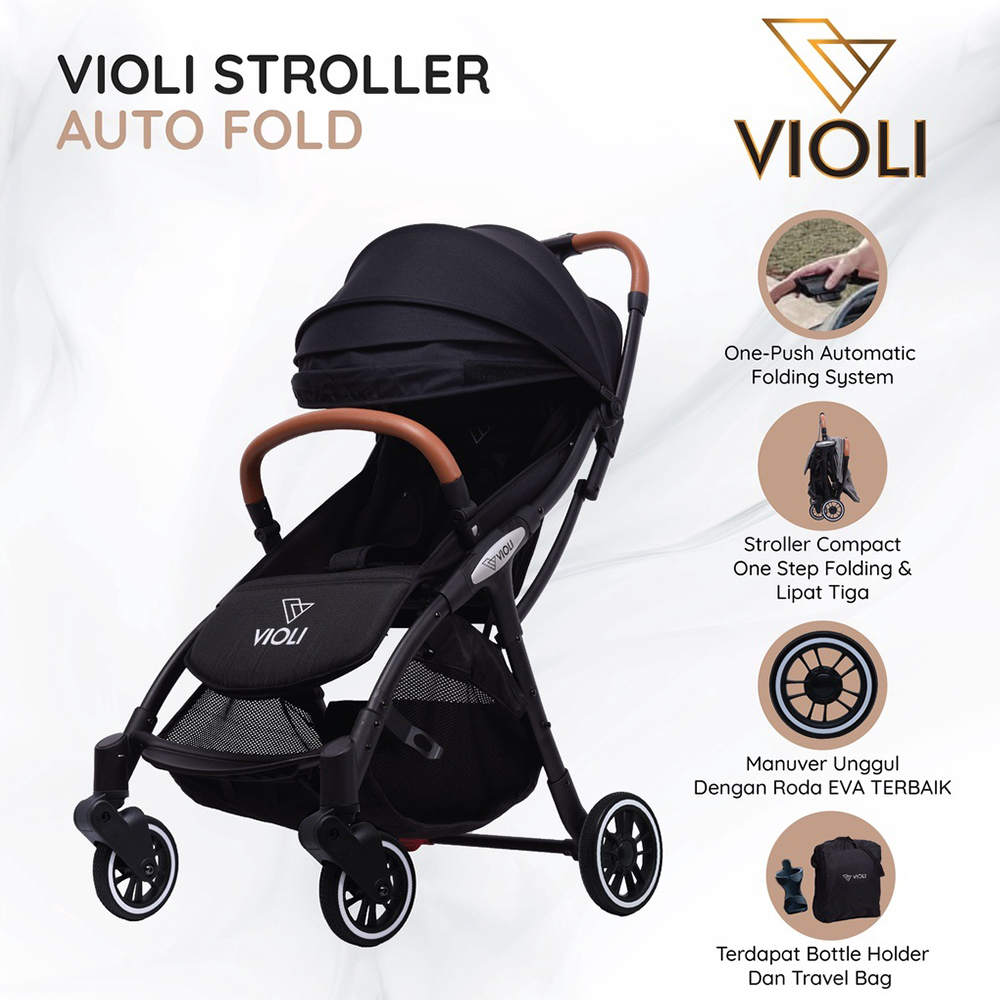 VIOLI STROLLER
AUTO FOLD
VIOLI
One-Push Automatic
Folding System
Stroller Compact
One Step Folding &
Lipat Tiga
Manuver Unggul
Dengan Roda EVA TERBAIK
Terdapat Bottle Holder
Dan Travel Bag
VIOLI
VIOLI
VIOLI